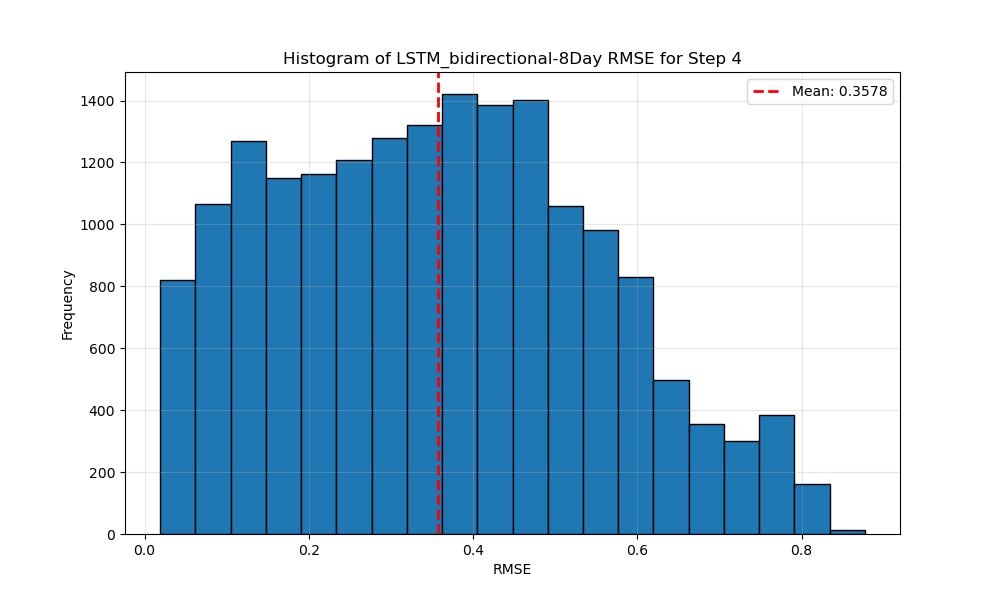 Histogram of LSTM_bidirectional-8Day RMSE for Step 4
Mean: 0.3578
Frequency
1400
1200
1000
800
600
400
200
0
0.0 0.2 0.4 0.6 0.8
RMSE